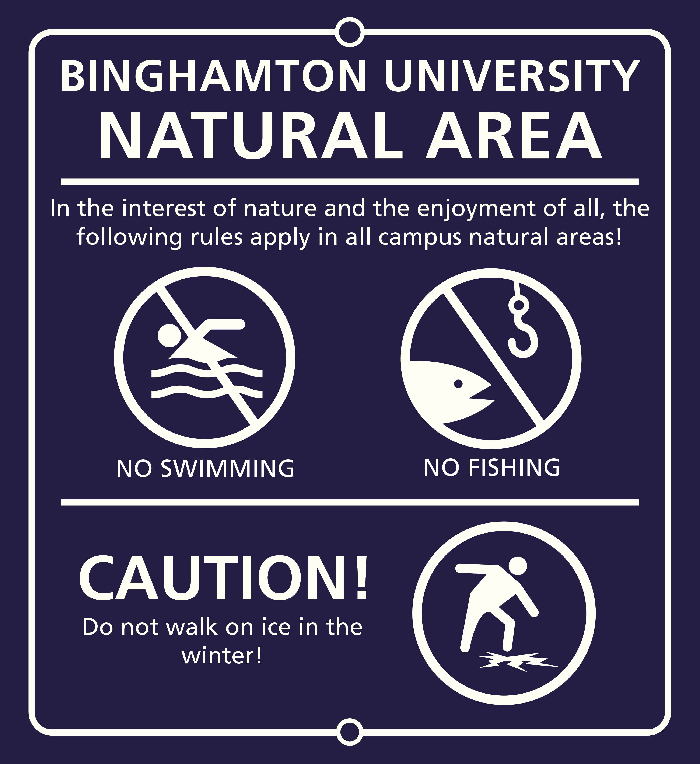 BINGHAMTON UNIVERSITY
NATURAL AREA
In the interest of nature and the enjoyment of all, the
following rules apply in all campus natural areas!
NO SWIMMING
NO FISHING
CAUTION!
Do not walk on ice in the
winter!